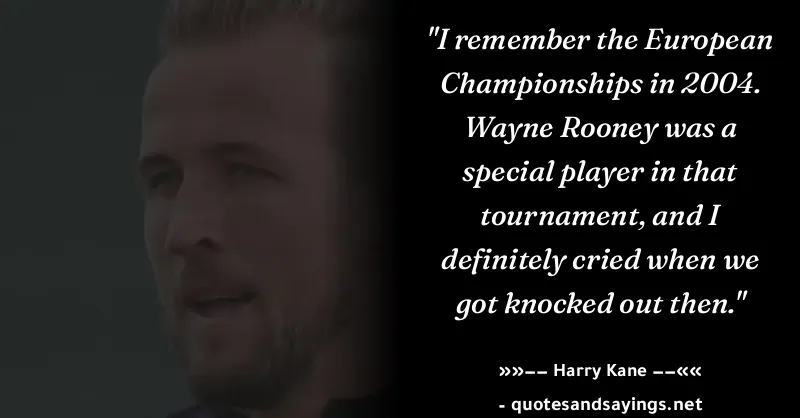 "I remember the European
Championships in 2004.
Wayne Rooney was a
special player in that
tournament, and I
definitely cried when we
got knocked out then."
»»–– Harry Kane ––««
- quotesandsayings.net